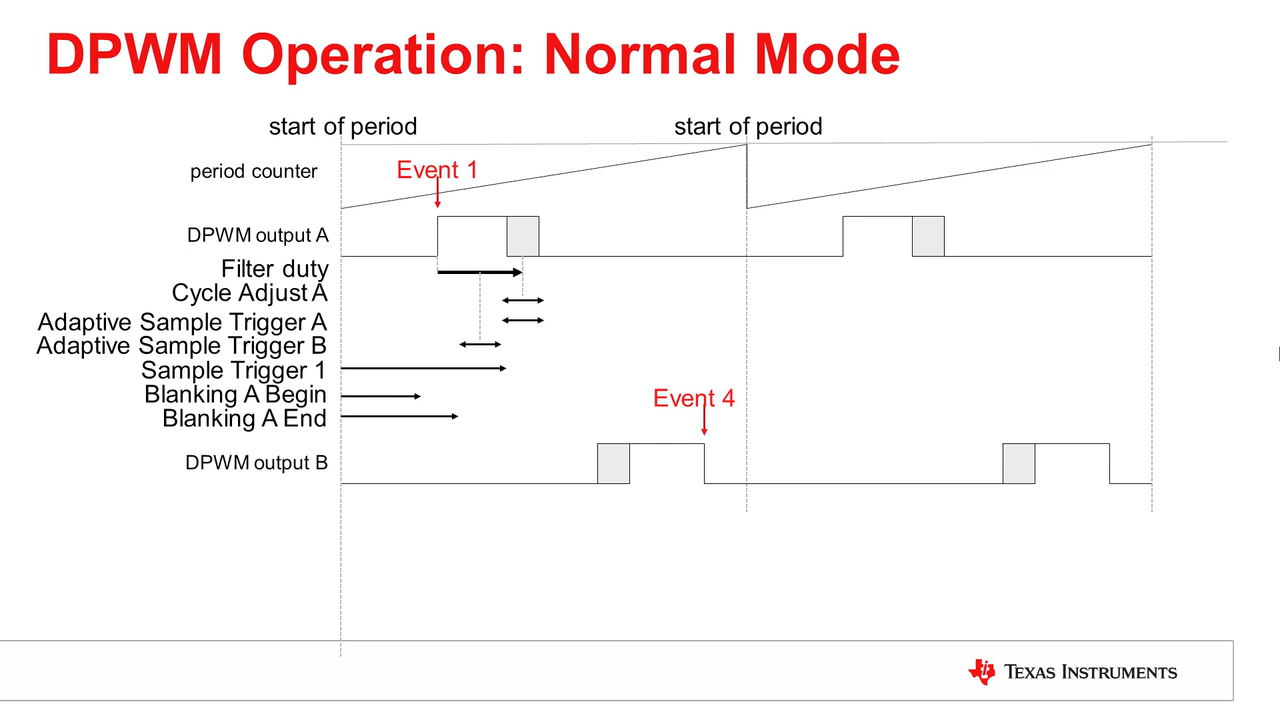 DPWM Operation: Normal Mode
start of period
start of period
period counter
Event 1
DPWM output A
Filter duty
Cycle Adjust A
Adaptive Sample Trigger A
Adaptive Sample Trigger B
Sample Trigger 1
Blanking A Begin
Blanking A End
Event 4
DPWM output B
TEXAS INSTRUMENTS